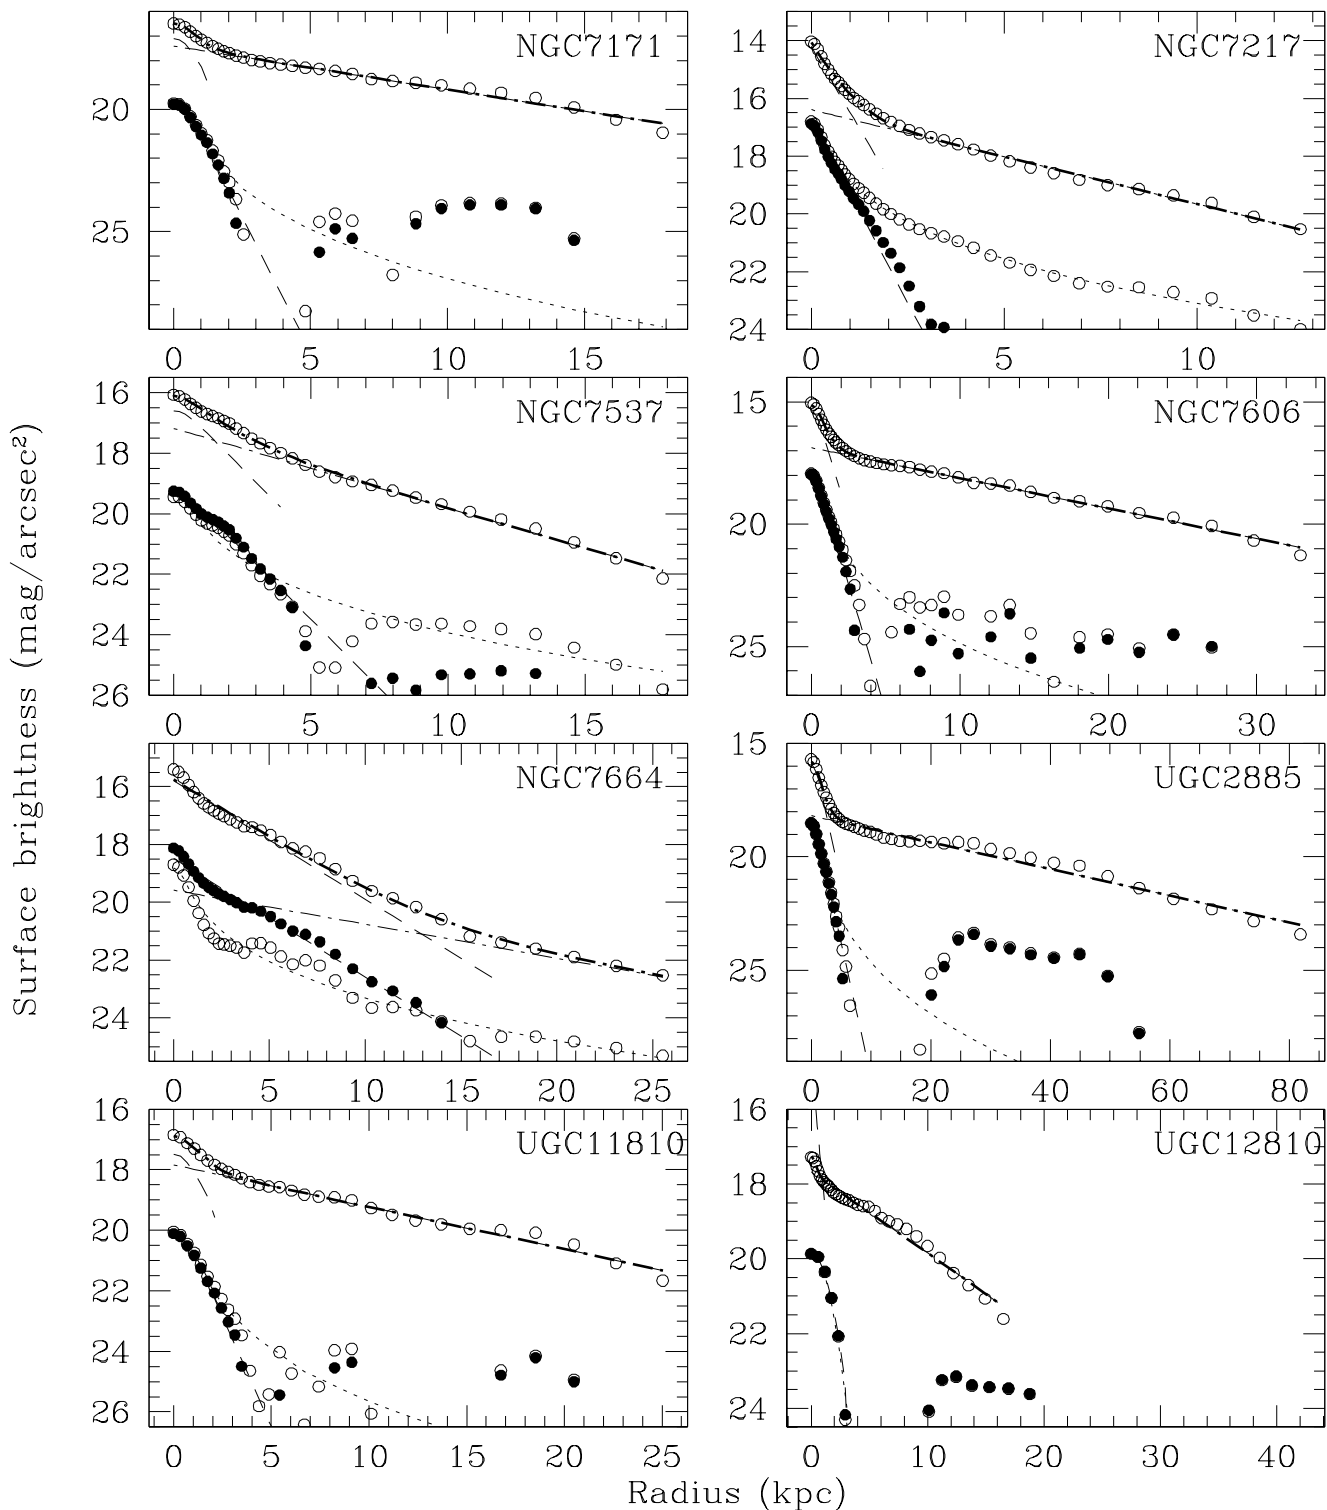 NGC7171
20
25
0 5 10 15
NGC7217
14
16
18
20
22
24
0 5 10
NGC7537
16
18
20
22
24
26
0 5 10 15
NGC7606
15
20
25
0 10 20 30
NGC7664
16
18
20
22
24
0 5 10 15 20 25
UGC2885
15
20
25
0 20 40 60 80
UGC11810
16
18
20
22
24
26
0 5 10 15 20 25
UGC12810
16
18
20
22
24
0 10 20 30 40
Surface brightness (mag/arcsec²)
Radius (kpc)